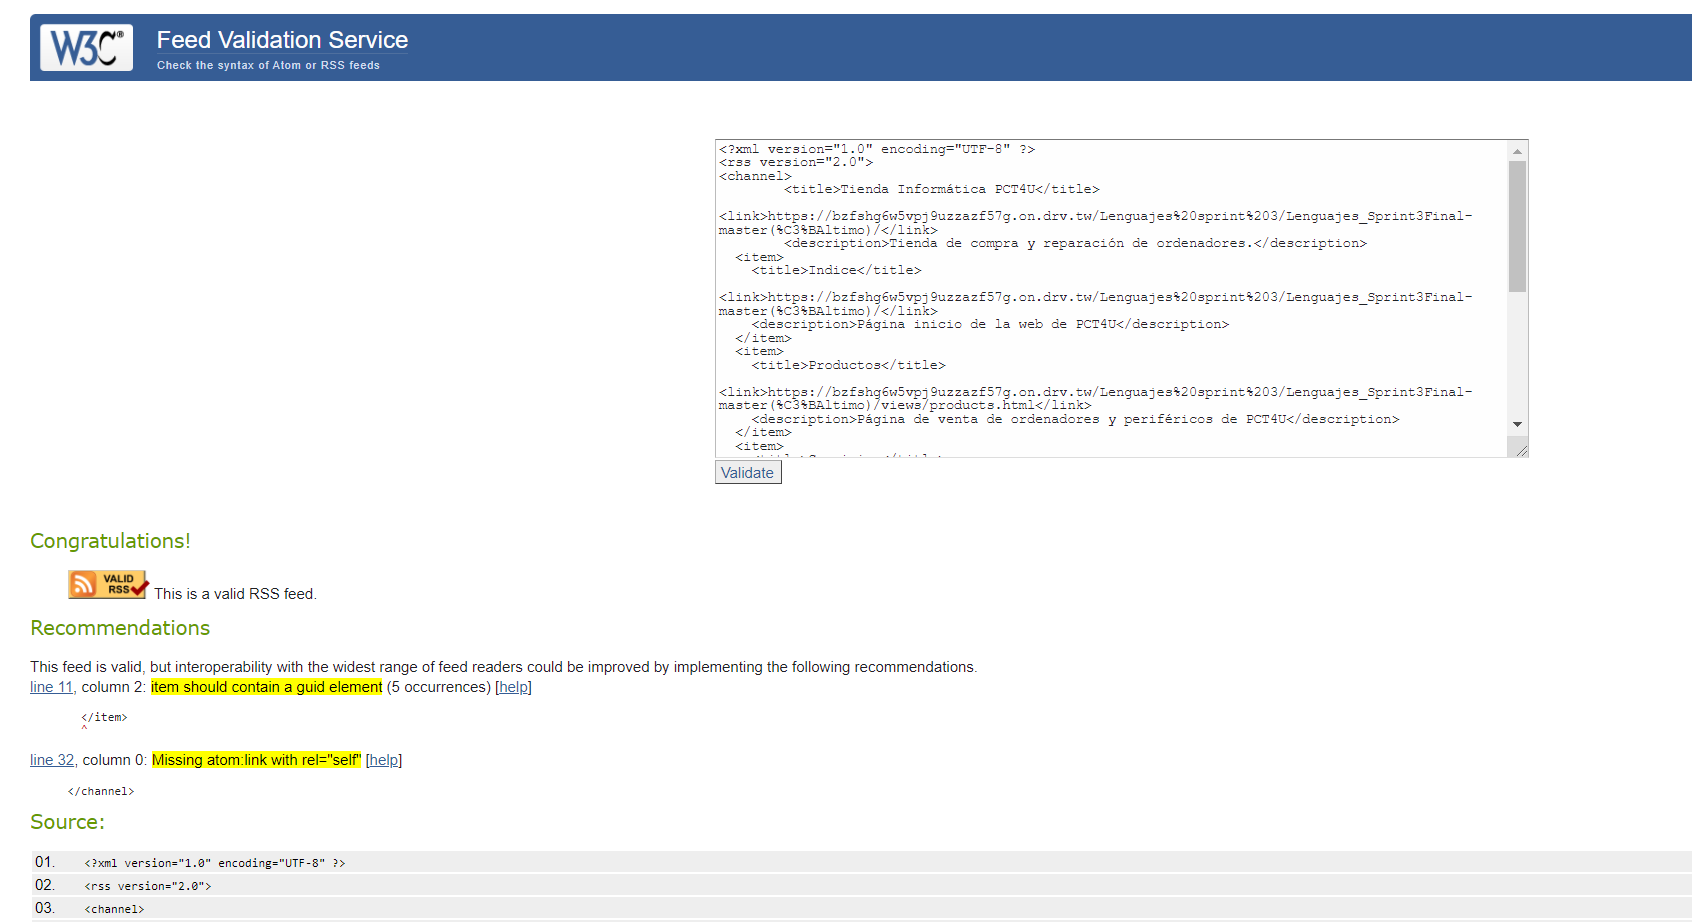 W3C®
Feed Validation Service
Check the syntax of Atom or RSS feeds
<?xml version="1.0" encoding="UTF-8" ?>
<rss version="2.0">
<channel>
<title>Tienda Informática PCT4U</title>
<link>https://bzfshg6w5vpj9uzzazf57g.on.drv.tw/Lenguajes%20sprint%203/Lenguajes_Sprint3Final-
master(%C3%BAltimo)/</link>
<description>Tienda de compra y reparación de ordenadores.</description>
<item>
<title>Indice</title>
<link>https://bzfshg6w5vpj9uzzazf57g.on.drv.tw/Lenguajes%20sprint%203/Lenguajes_Sprint3Final-
master(%C3%BAltimo)/</link>
<description>Página inicio de la web de PCT4U</description>
</item>
<item>
<title>Productos</title>
<link>https://bzfshg6w5vpj9uzzazf57g.on.drv.tw/Lenguajes%20sprint%203/Lenguajes_Sprint3Final-
master(%C3%BAltimo)/views/products.html</link>
<description>Página de venta de ordenadores y periféricos de PCT4U</description>
</item>
<item>
Validate
Congratulations!
VALID
RSS
This is a valid RSS feed.
Recommendations
This feed is valid, but interoperability with the widest range of feed readers could be improved by implementing the following recommendations.
line 11, column 2: item should contain a guid element (5 occurrences) [help]
</item>
^
line 32, column 0: Missing atom:link with rel="self" [help]
</channel>
Source:
01. <?xml version="1.0" encoding="UTF-8" ?>
02. <rss version="2.0">
03. <channel>